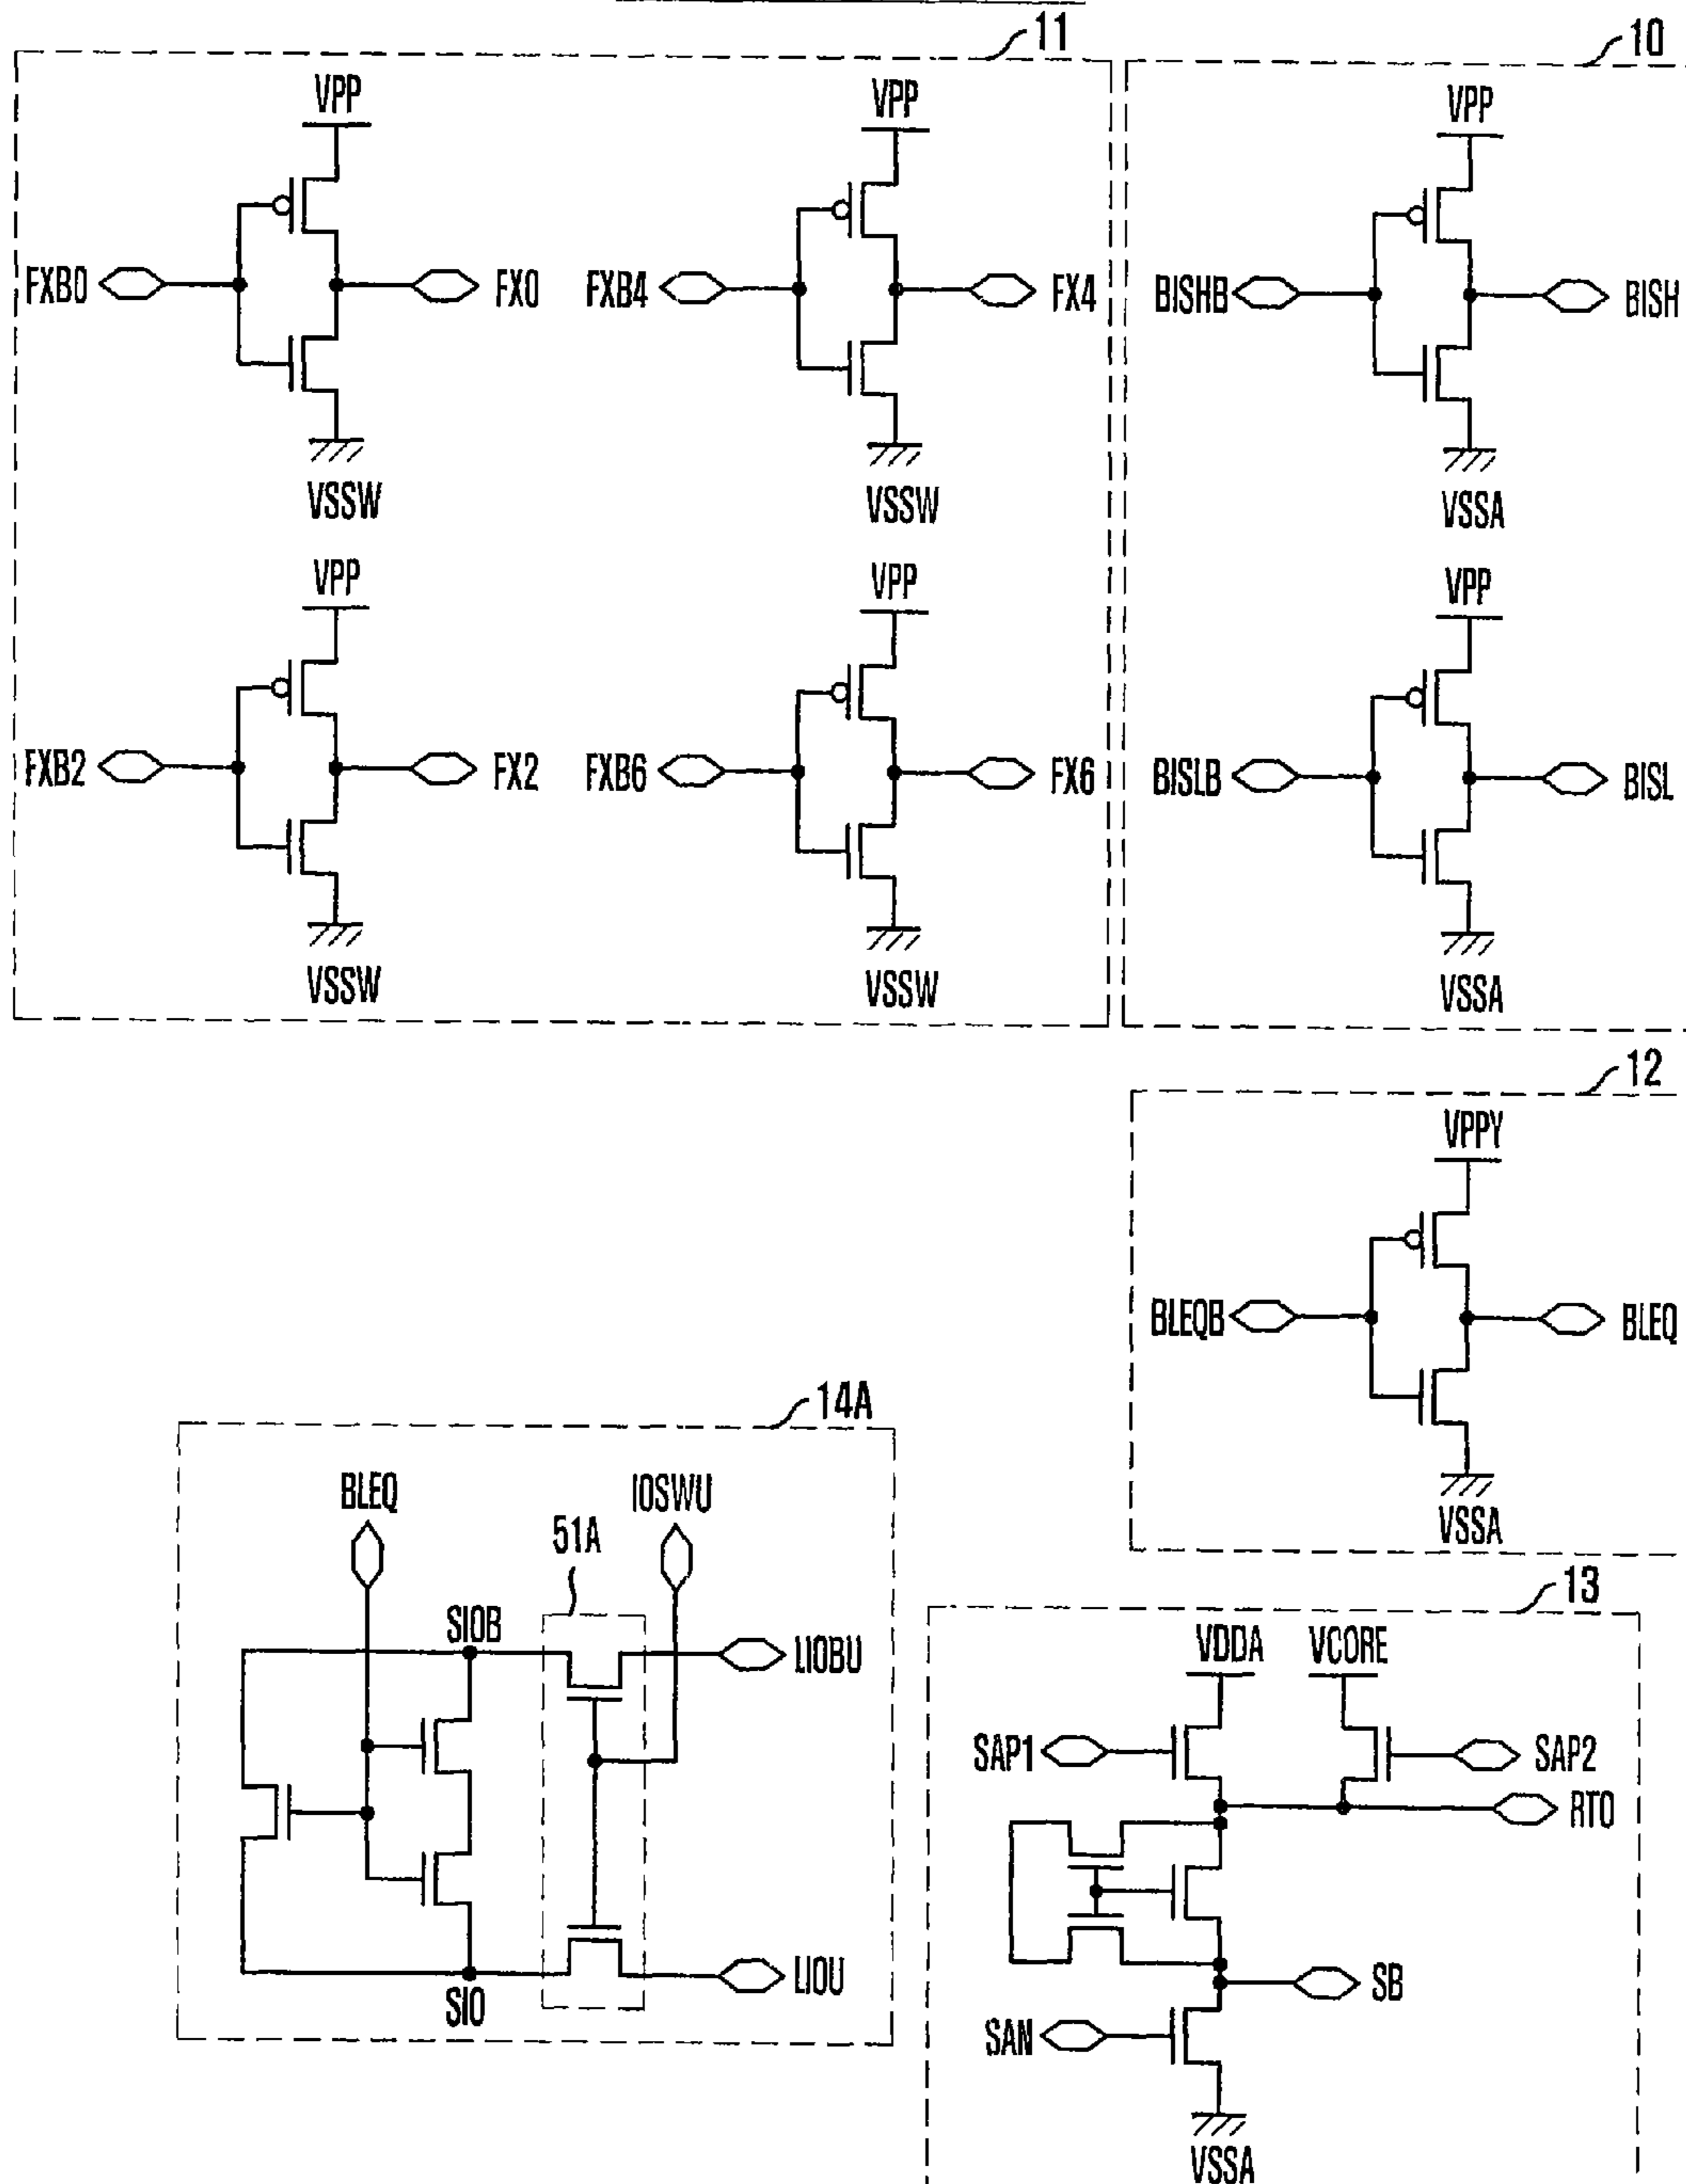 11
10
VPP
VPP
VPP
FXB0
FX0
FXB4
FX4
BISHB
BISH
VSSW
VSSW
VSSA
VPP
VPP
VPP
FXB2
FX2
FXB6
FX6
BISLB
BISL
VSSW
VSSW
VSSA
12
VPPY
BLEQB
BLEQ
VSSA
14A
BLEQ
IOSWU
51A
SIOB
LIOBU
SIO
LIOU
13
VDDA
VCORE
SAP1
SAP2
RTO
SB
SAN
VSSA